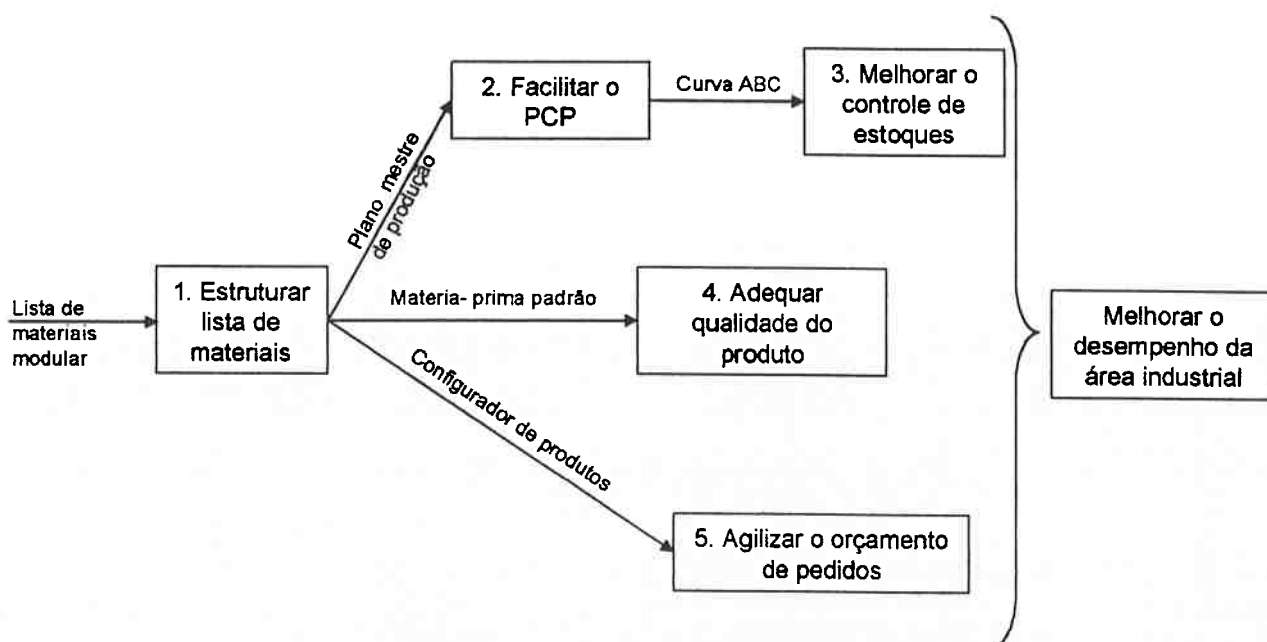 Lista de
materiais
modular
1. Estruturar
lista de
materiais
Plano mestre
de produção
2. Facilitar o
PCP
Curva ABC
3. Melhorar o
controle de
estoques
Materia- prima padrão
4. Adequar
qualidade do
produto
Configurador de produtos
5. Agilizar o orçamento
de pedidos
Melhorar o
desempenho da
área industrial